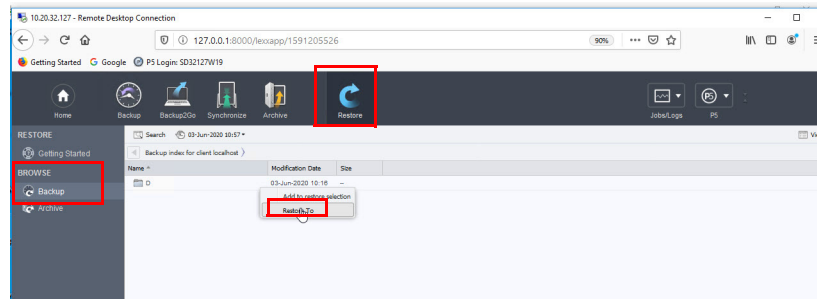 10.20.32.127 - Remote Desktop Connection
127.0.0.1:8000/lexxapp/1591205526
90%
Getting Started Google P5 Login: SD32127W19
Home Backup Backup2Go Synchronize Archive Restore Jobs/Logs P5
P5
RESTORE
Search 03-Jun-2020 10:57
Getting Started
Backup index for client localhost
BROWSE
Name Modification Date Size
Backup
D 03-Jun-2020 10:16 --
Archive
Add to restore selection
Restore To